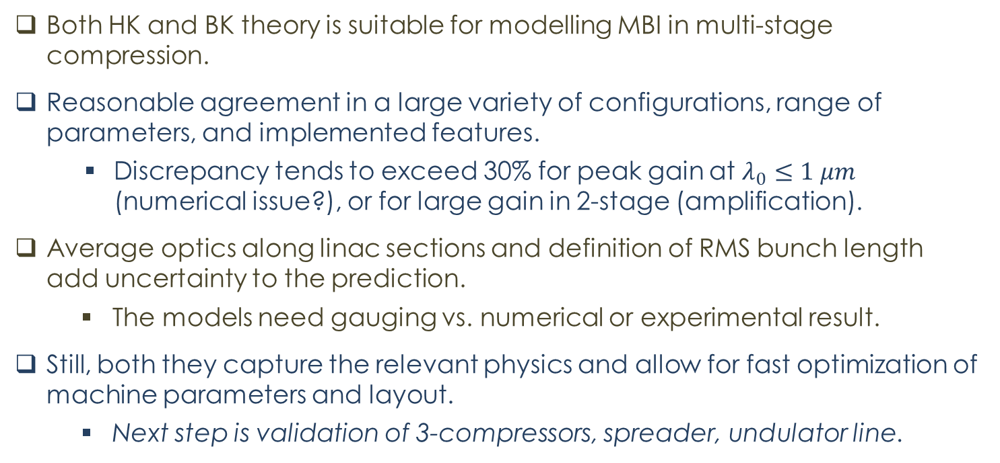 ❑ Both HK and BK theory is suitable for modelling MBI in multi-stage
compression.
❑ Reasonable agreement in a large variety of configurations, range of
parameters, and implemented features.
▪ Discrepancy tends to exceed 30% for peak gain at λ₀ ≤ 1 μm
(numerical issue?), or for large gain in 2-stage (amplification).
❑ Average optics along linac sections and definition of RMS bunch length
add uncertainty to the prediction.
▪ The models need gauging vs. numerical or experimental result.
❑ Still, both they capture the relevant physics and allow for fast optimization of
machine parameters and layout.
▪ Next step is validation of 3-compressors, spreader, undulator line.